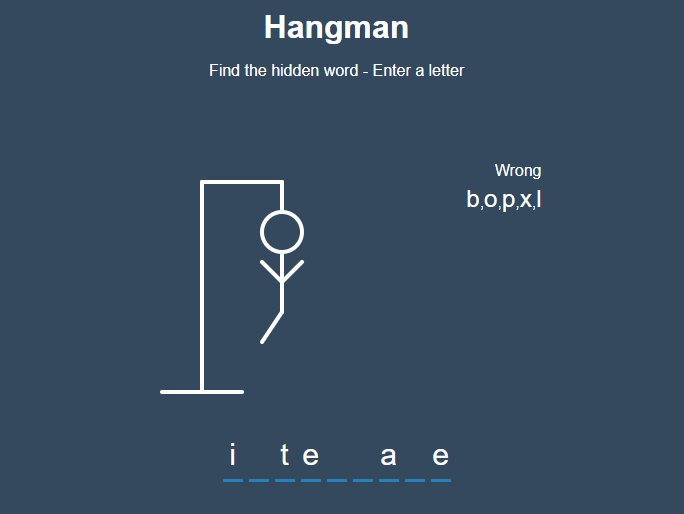 Hangman
Find the hidden word - Enter a letter
Wrong
b,o,p,x,l
i _ t e _ _ a _ e